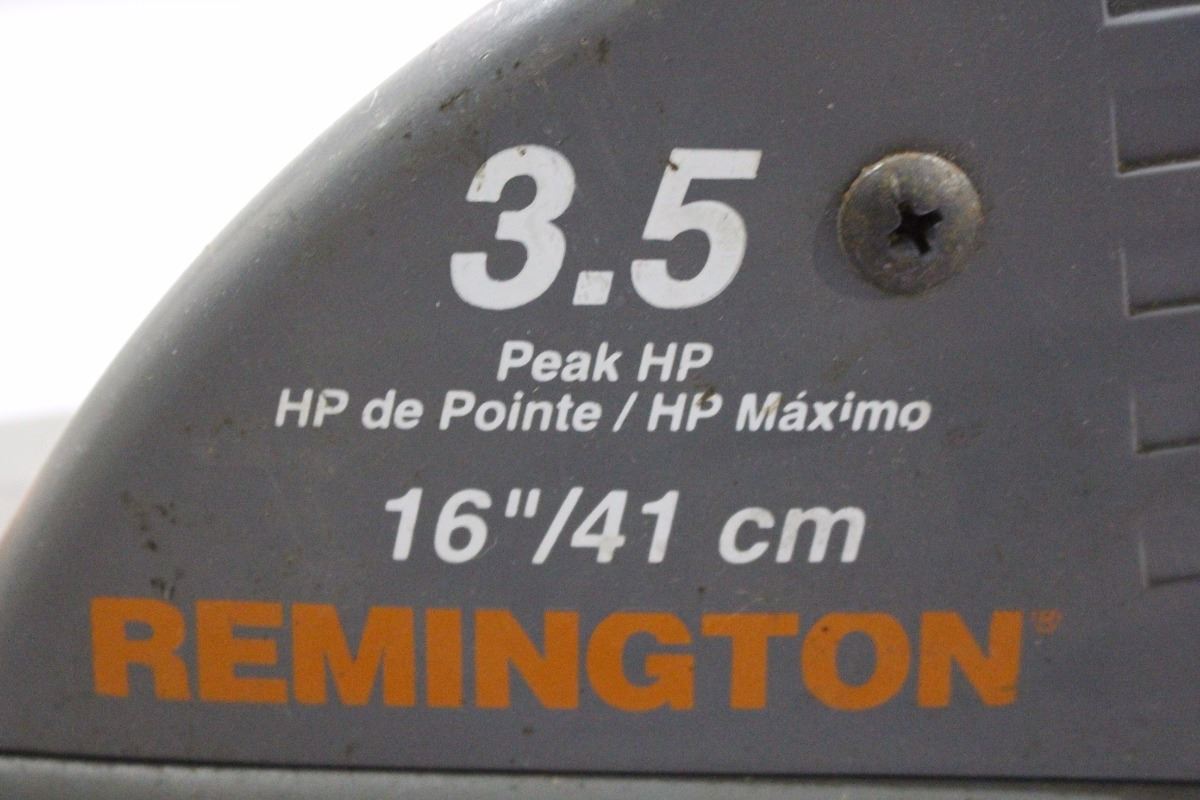 3.5
Peak HP
HP de Pointe / HP Máximo
16"/41 cm
REMINGTON®